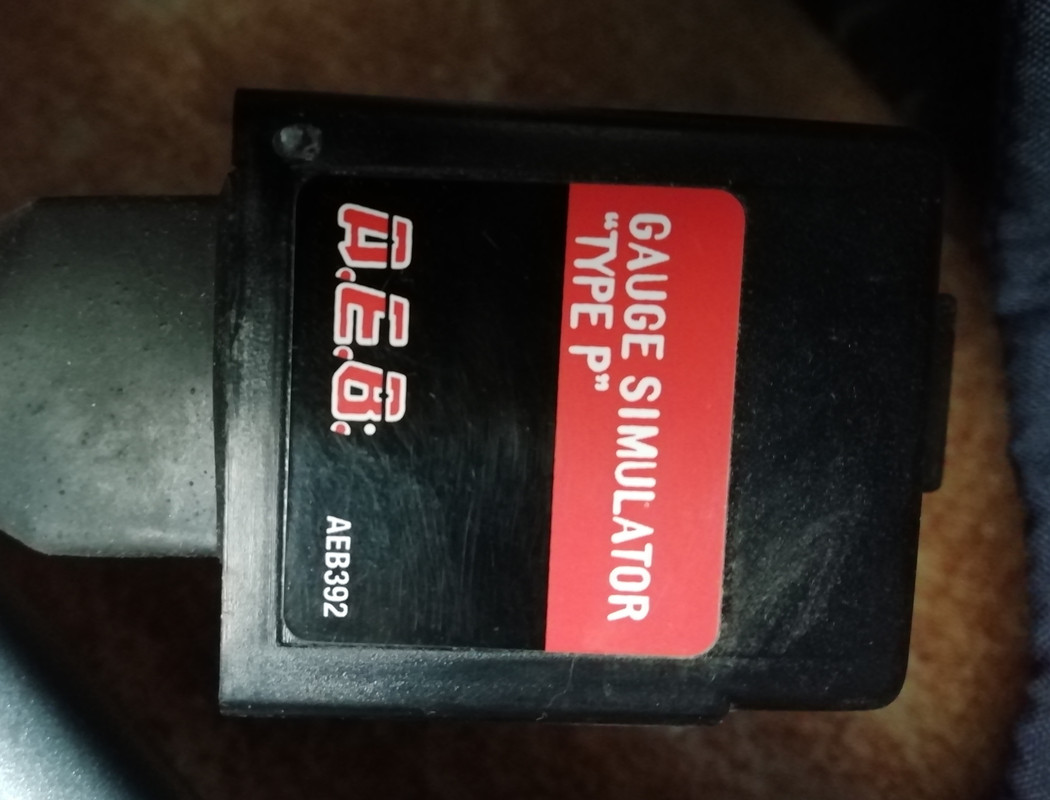 GAUGE SIMULATOR
"TYPE P"
A.E.B.
AEB392